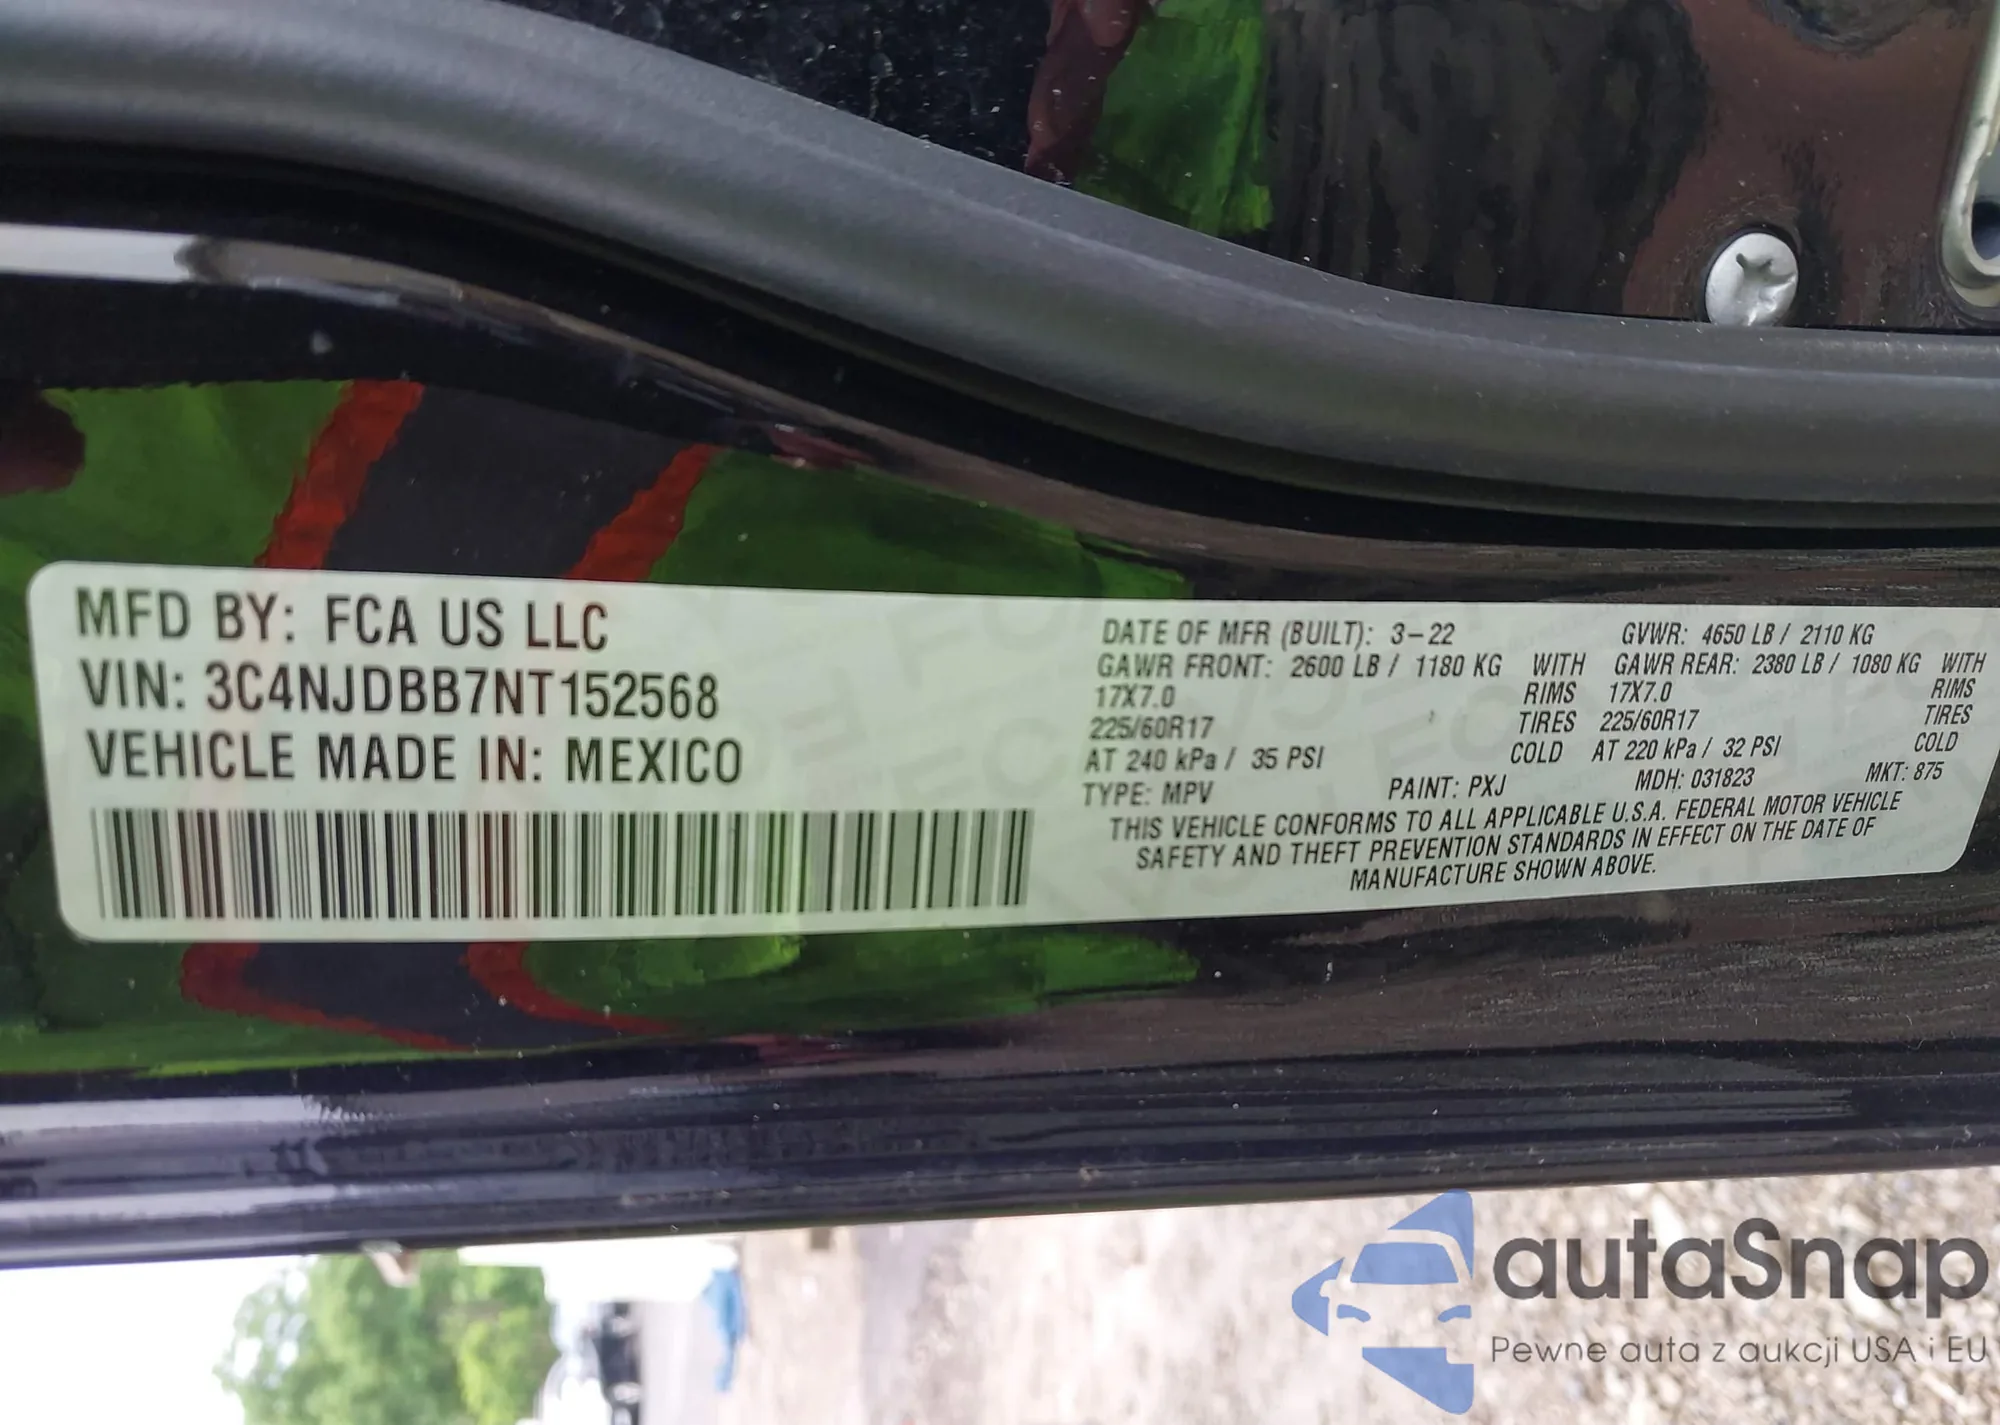 MFD BY: FCA US LLC
VIN: 3C4NJDBB7NT152568
VEHICLE MADE IN: MEXICO
DATE OF MFR (BUILT): 3-22 GVWR: 4650 LB / 2110 KG
GAWR FRONT: 2600 LB / 1180 KG WITH GAWR REAR: 2380 LB / 1080 KG WITH
17X7.0 RIMS 17X7.0 RIMS
225/60R17 TIRES 225/60R17 TIRES
AT 240 kPa / 35 PSI COLD AT 220 kPa / 32 PSI COLD
TYPE: MPV PAINT: PXJ MDH: 031823 MKT: 875
THIS VEHICLE CONFORMS TO ALL APPLICABLE U.S.A. FEDERAL MOTOR VEHICLE
SAFETY AND THEFT PREVENTION STANDARDS IN EFFECT ON THE DATE OF
MANUFACTURE SHOWN ABOVE.
autaSnap
Pewne auta z aukcji USA i EU